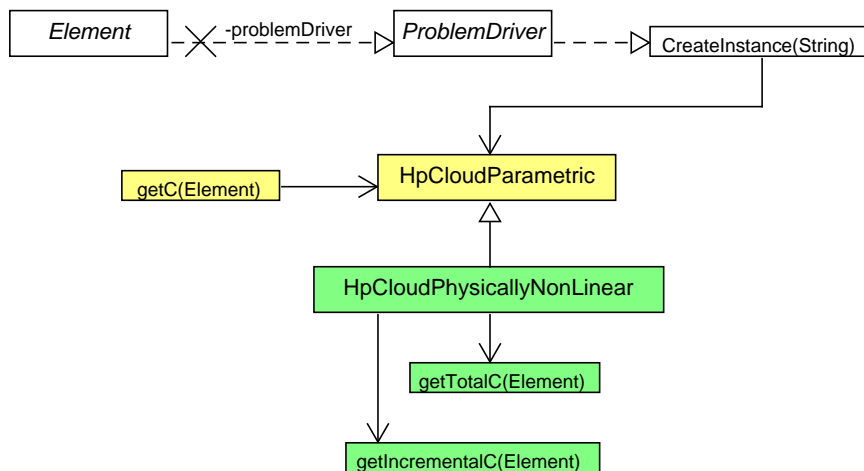 Element
-problemDriver
ProblemDriver
CreateInstance(String)
HpCloudParametric
getC(Element)
HpCloudPhysicallyNonLinear
getTotalC(Element)
getIncrementalC(Element)